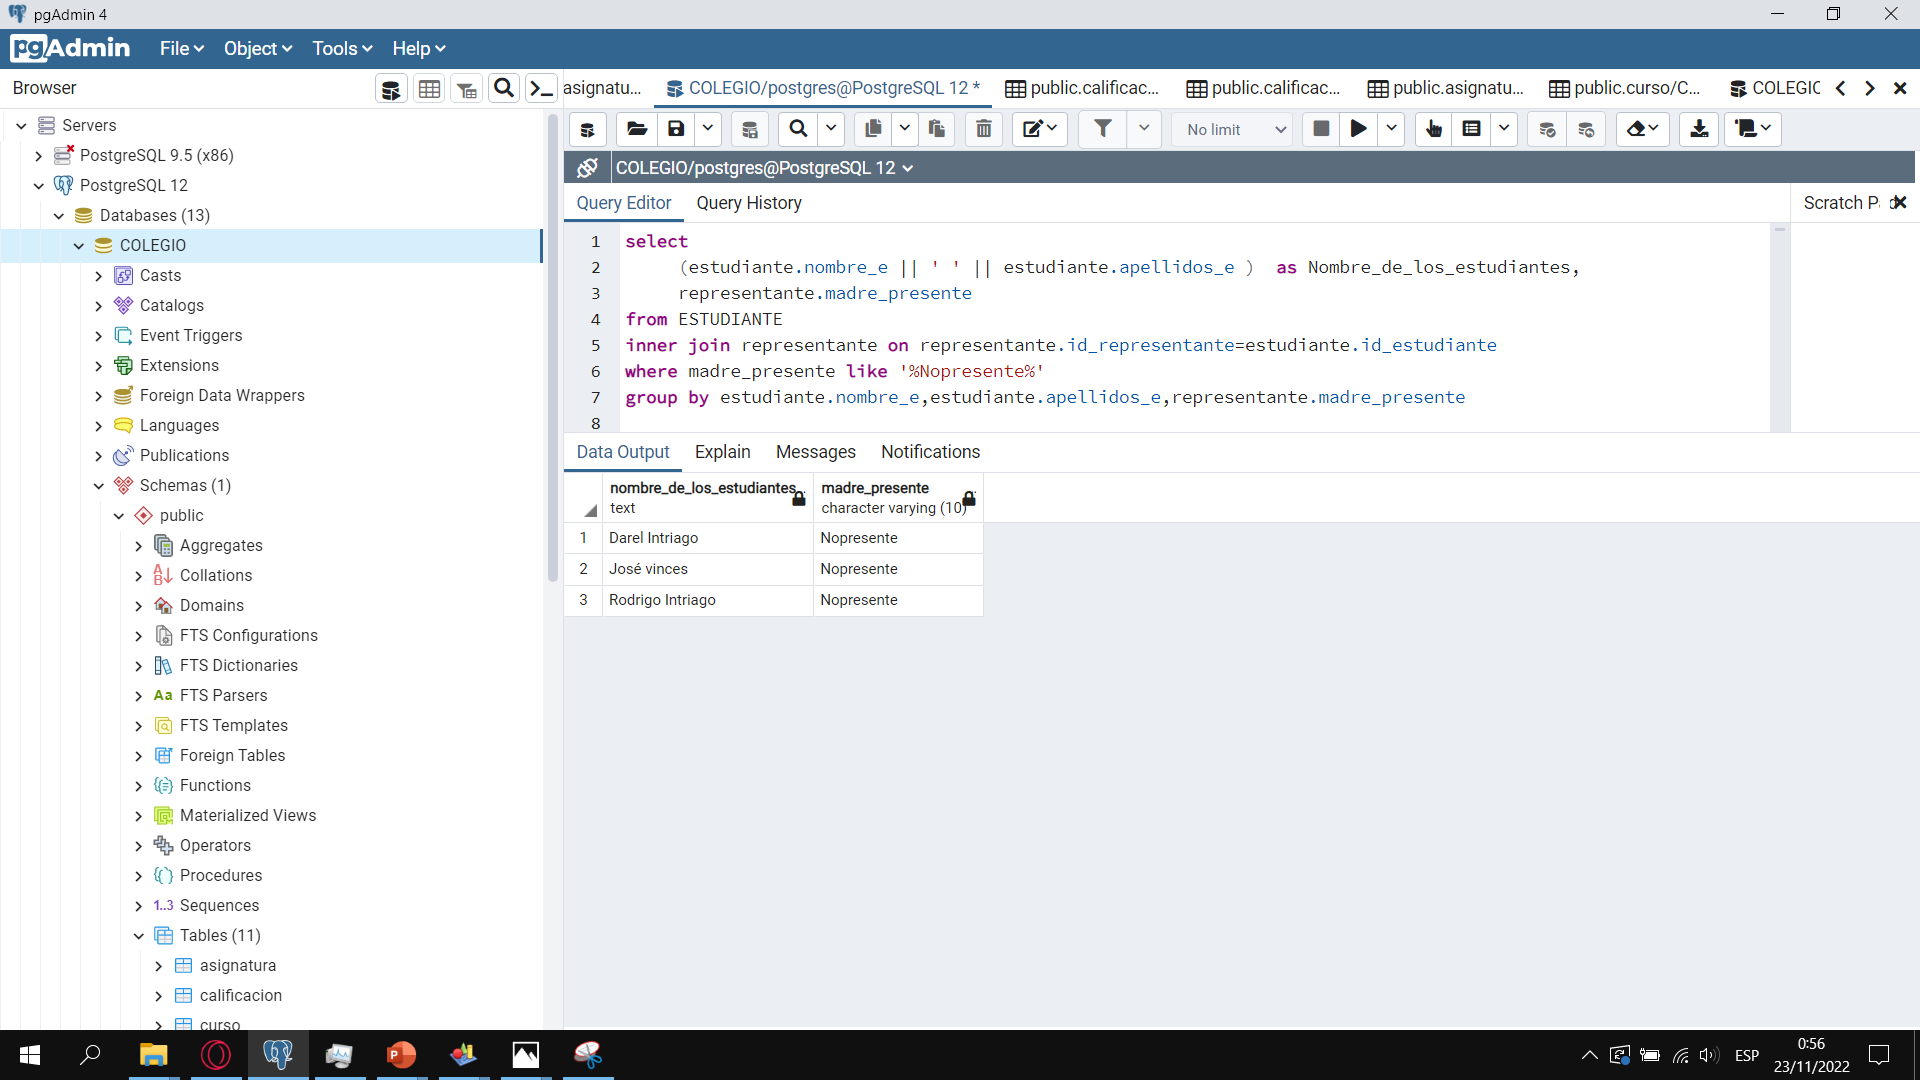 pgAdmin 4
pgAdmin File Object Tools Help
Browser
asignatu... COLEGIO/postgres@PostgreSQL 12 * public.calificac... public.calificac... public.asignatu... public.curso/C... COLEGIO
No limit
COLEGIO/postgres@PostgreSQL 12
Query Editor Query History
Scratch P
Servers
PostgreSQL 9.5 (x86)
PostgreSQL 12
Databases (13)
COLEGIO
Casts
Catalogs
Event Triggers
Extensions
Foreign Data Wrappers
Languages
Publications
Schemas (1)
public
Aggregates
Collations
Domains
FTS Configurations
FTS Dictionaries
Aa FTS Parsers
FTS Templates
Foreign Tables
Functions
Materialized Views
Operators
Procedures
1..3 Sequences
Tables (11)
asignatura
calificacion
curso
1 select
2 (estudiante.nombre_e || ' ' || estudiante.apellidos_e ) as Nombre_de_los_estudiantes,
3 representante.madre_presente
4 from ESTUDIANTE
5 inner join representante on representante.id_representante=estudiante.id_estudiante
6 where madre_presente like '%Nopresente%'
7 group by estudiante.nombre_e,estudiante.apellidos_e,representante.madre_presente
8
Data Output Explain Messages Notifications
nombre_de_los_estudiantes madre_presente
text character varying (10)
1 Darel Intriago Nopresente
2 José vinces Nopresente
3 Rodrigo Intriago Nopresente
ESP
0:56
23/11/2022